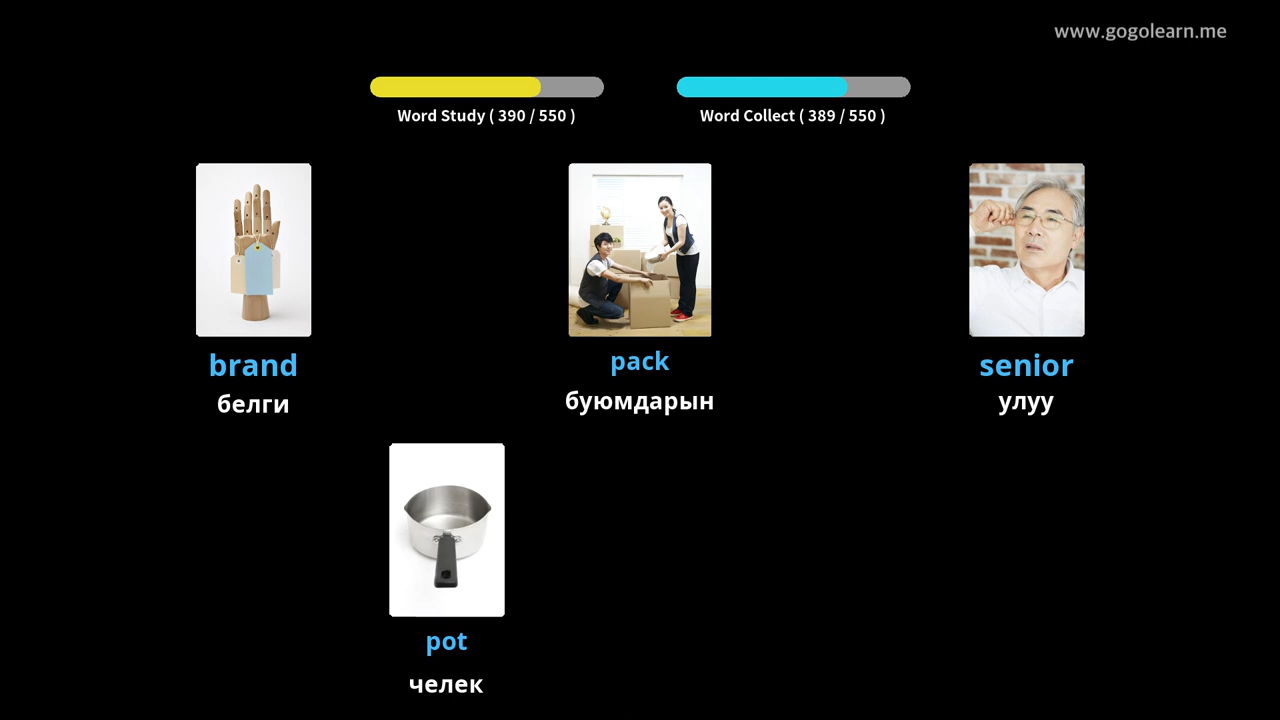 www.gogolearn.me
Word Study ( 390 / 550 )
Word Collect ( 389 / 550 )
brand
белги
pack
буюмдарын
senior
улуу
pot
челек